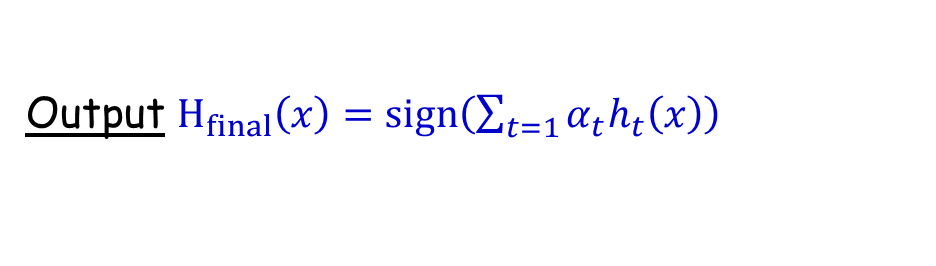 Output H_final(x) = sign(∑_{t=1} α_t h_t(x))